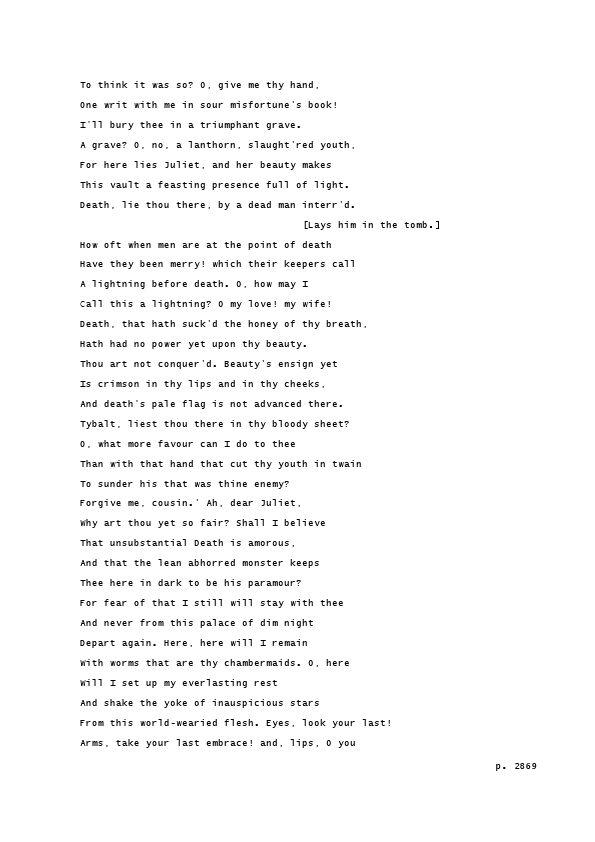 To think it was so? O, give me thy hand,
One writ with me in sour misfortune's book!
I'll bury thee in a triumphant grave.
A grave? O, no, a lanthorn, slaught'red youth,
For here lies Juliet, and her beauty makes
This vault a feasting presence full of light.
Death, lie thou there, by a dead man interr'd.
[Lays him in the tomb.]
How oft when men are at the point of death
Have they been merry! which their keepers call
A lightning before death. O, how may I
Call this a lightning? O my love! my wife!
Death, that hath suck'd the honey of thy breath,
Hath had no power yet upon thy beauty.
Thou art not conquer'd. Beauty's ensign yet
Is crimson in thy lips and in thy cheeks,
And death's pale flag is not advanced there.
Tybalt, liest thou there in thy bloody sheet?
O, what more favour can I do to thee
Than with that hand that cut thy youth in twain
To sunder his that was thine enemy?
Forgive me, cousin.' Ah, dear Juliet,
Why art thou yet so fair? Shall I believe
That unsubstantial Death is amorous,
And that the lean abhorred monster keeps
Thee here in dark to be his paramour?
For fear of that I still will stay with thee
And never from this palace of dim night
Depart again. Here, here will I remain
With worms that are thy chambermaids. O, here
Will I set up my everlasting rest
And shake the yoke of inauspicious stars
From this world-wearied flesh. Eyes, look your last!
Arms, take your last embrace! and, lips, O you
p. 2869